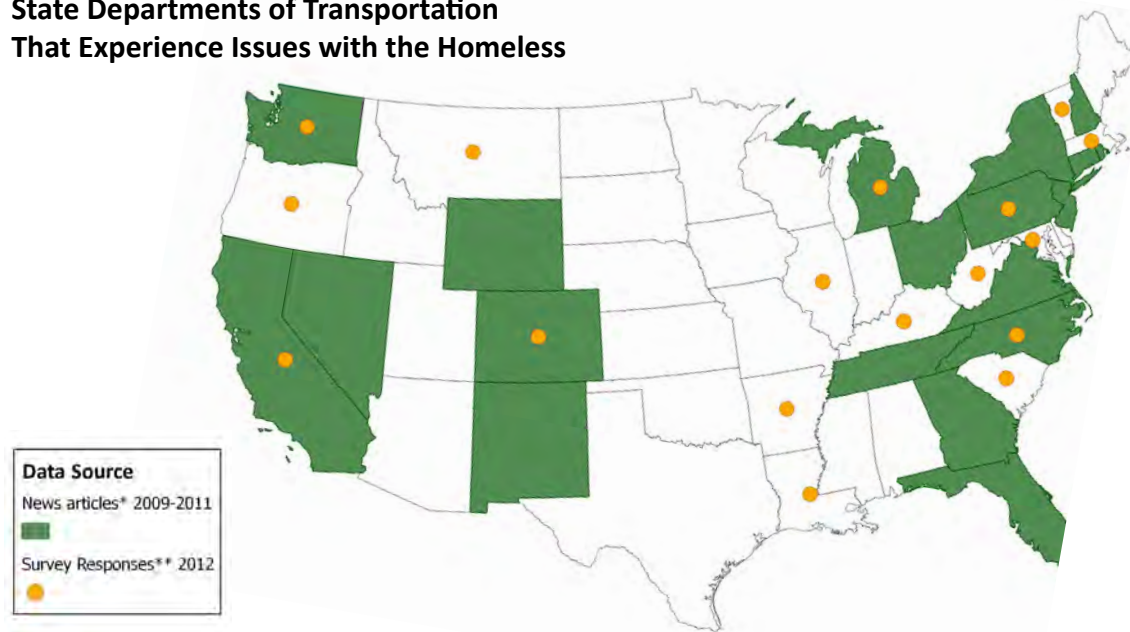 State Departments of Transportation
That Experience Issues with the Homeless
Data Source
News articles* 2009-2011
Survey Responses** 2012